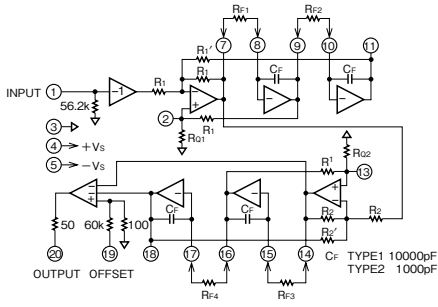 RF1
RF2
7
8
9
10
11
R1'
R1
CF
CF
INPUT
1
−1
R1
−
+
56.2k
2
R1
RQ1
3
4
+VS
5
−VS
RQ2
R1
13
−
−
+
CF
CF
+
−
R2
R2
R2'
50
60k
100
20
19
18
17
16
15
14
CF
TYPE1 10000pF
TYPE2 1000pF
OUTPUT
OFFSET
RF4
RF3